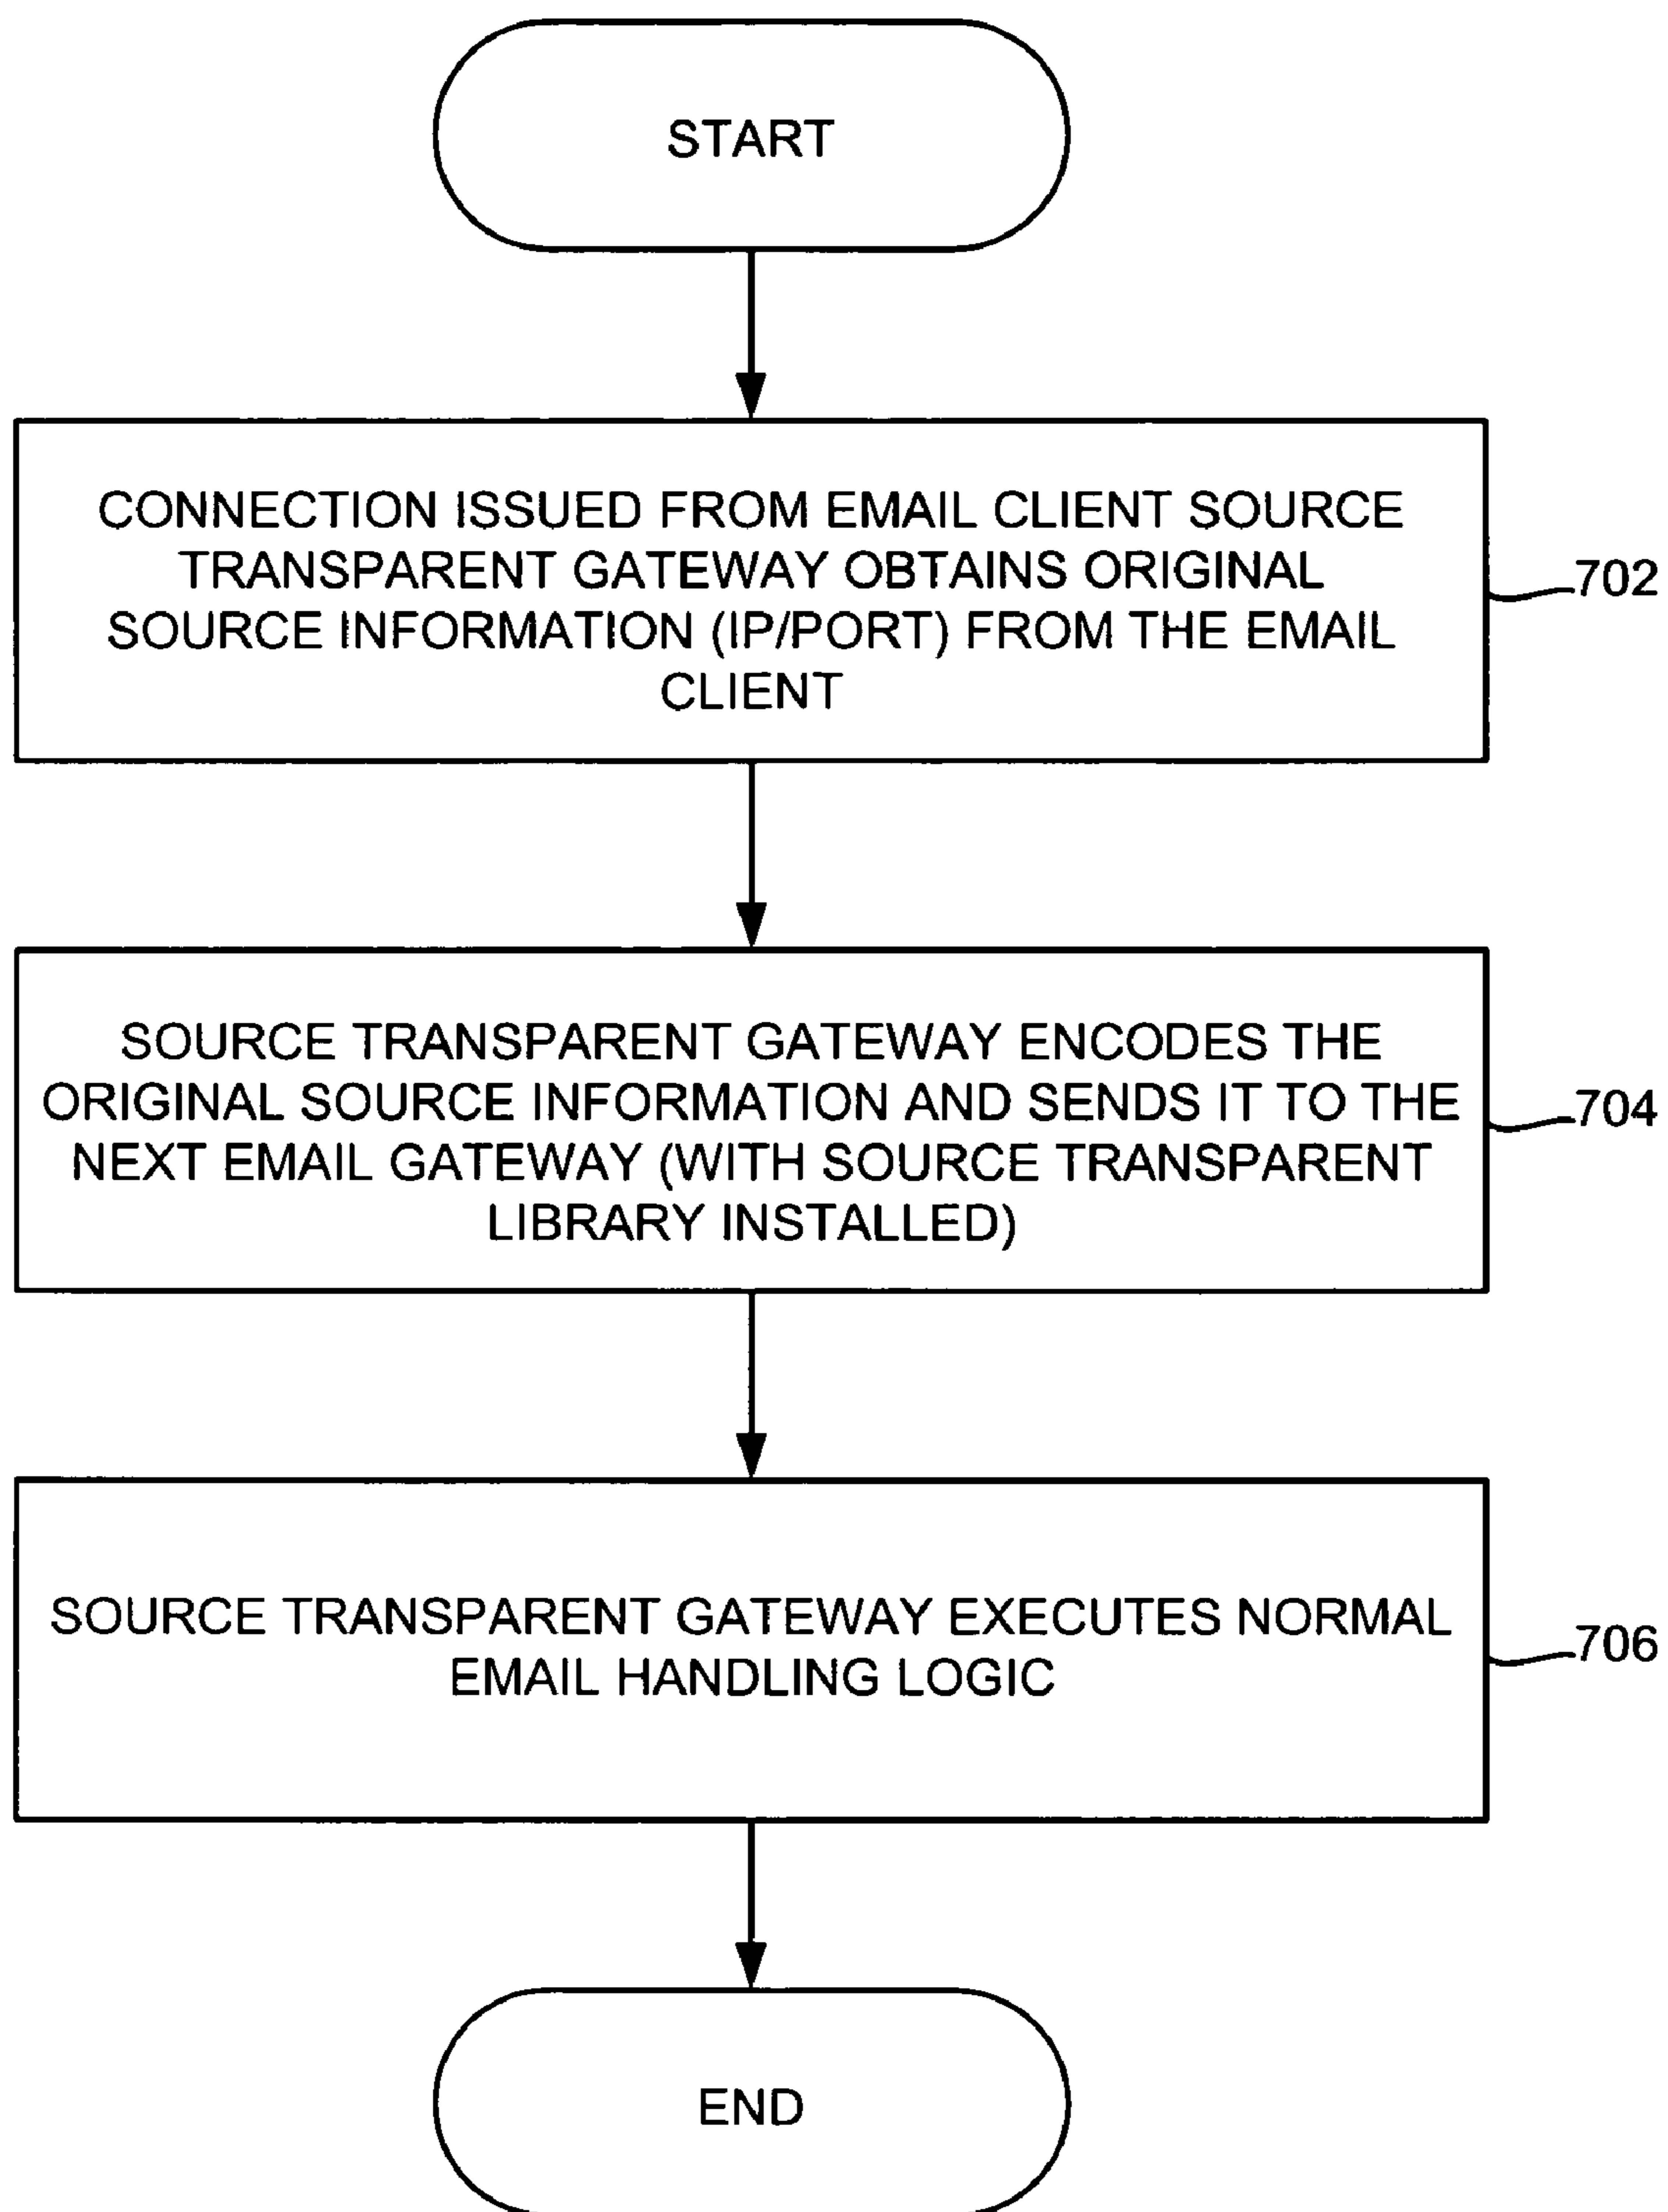 START
CONNECTION ISSUED FROM EMAIL CLIENT SOURCE
TRANSPARENT GATEWAY OBTAINS ORIGINAL
SOURCE INFORMATION (IP/PORT) FROM THE EMAIL
CLIENT
702
SOURCE TRANSPARENT GATEWAY ENCODES THE
ORIGINAL SOURCE INFORMATION AND SENDS IT TO THE
NEXT EMAIL GATEWAY (WITH SOURCE TRANSPARENT
LIBRARY INSTALLED)
704
SOURCE TRANSPARENT GATEWAY EXECUTES NORMAL
EMAIL HANDLING LOGIC
706
END